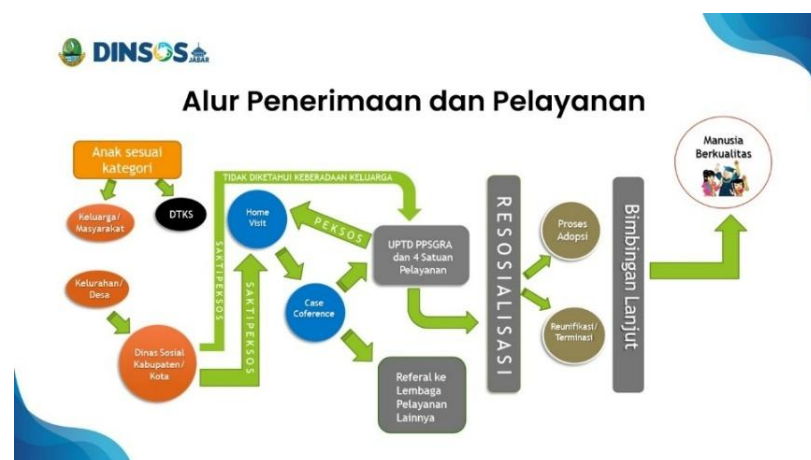 DINSOS
JABAR
Alur Penerimaan dan Pelayanan
Anak sesuai
kategori
Keluarga/
Masyarakat
DTKS
Kelurahan/
Desa
Dinas Sosial
Kabupaten/
Kota
SAKTIPEKSOS
TIDAK DIKETAHUI KEBERADAAN KELUARGA
SAKTIPEKSOS
Home
Visit
PEKSOS
Case
Coference
UPTD PPSGRA
dan 4 Satuan
Pelayanan
Referal ke
Lembaga
Pelayanan
Lainnya
RESOSIALISASI
Proses
Adopsi
Reunifikasi/
Terminasi
Bimbingan Lanjut
Manusia
Berkualitas